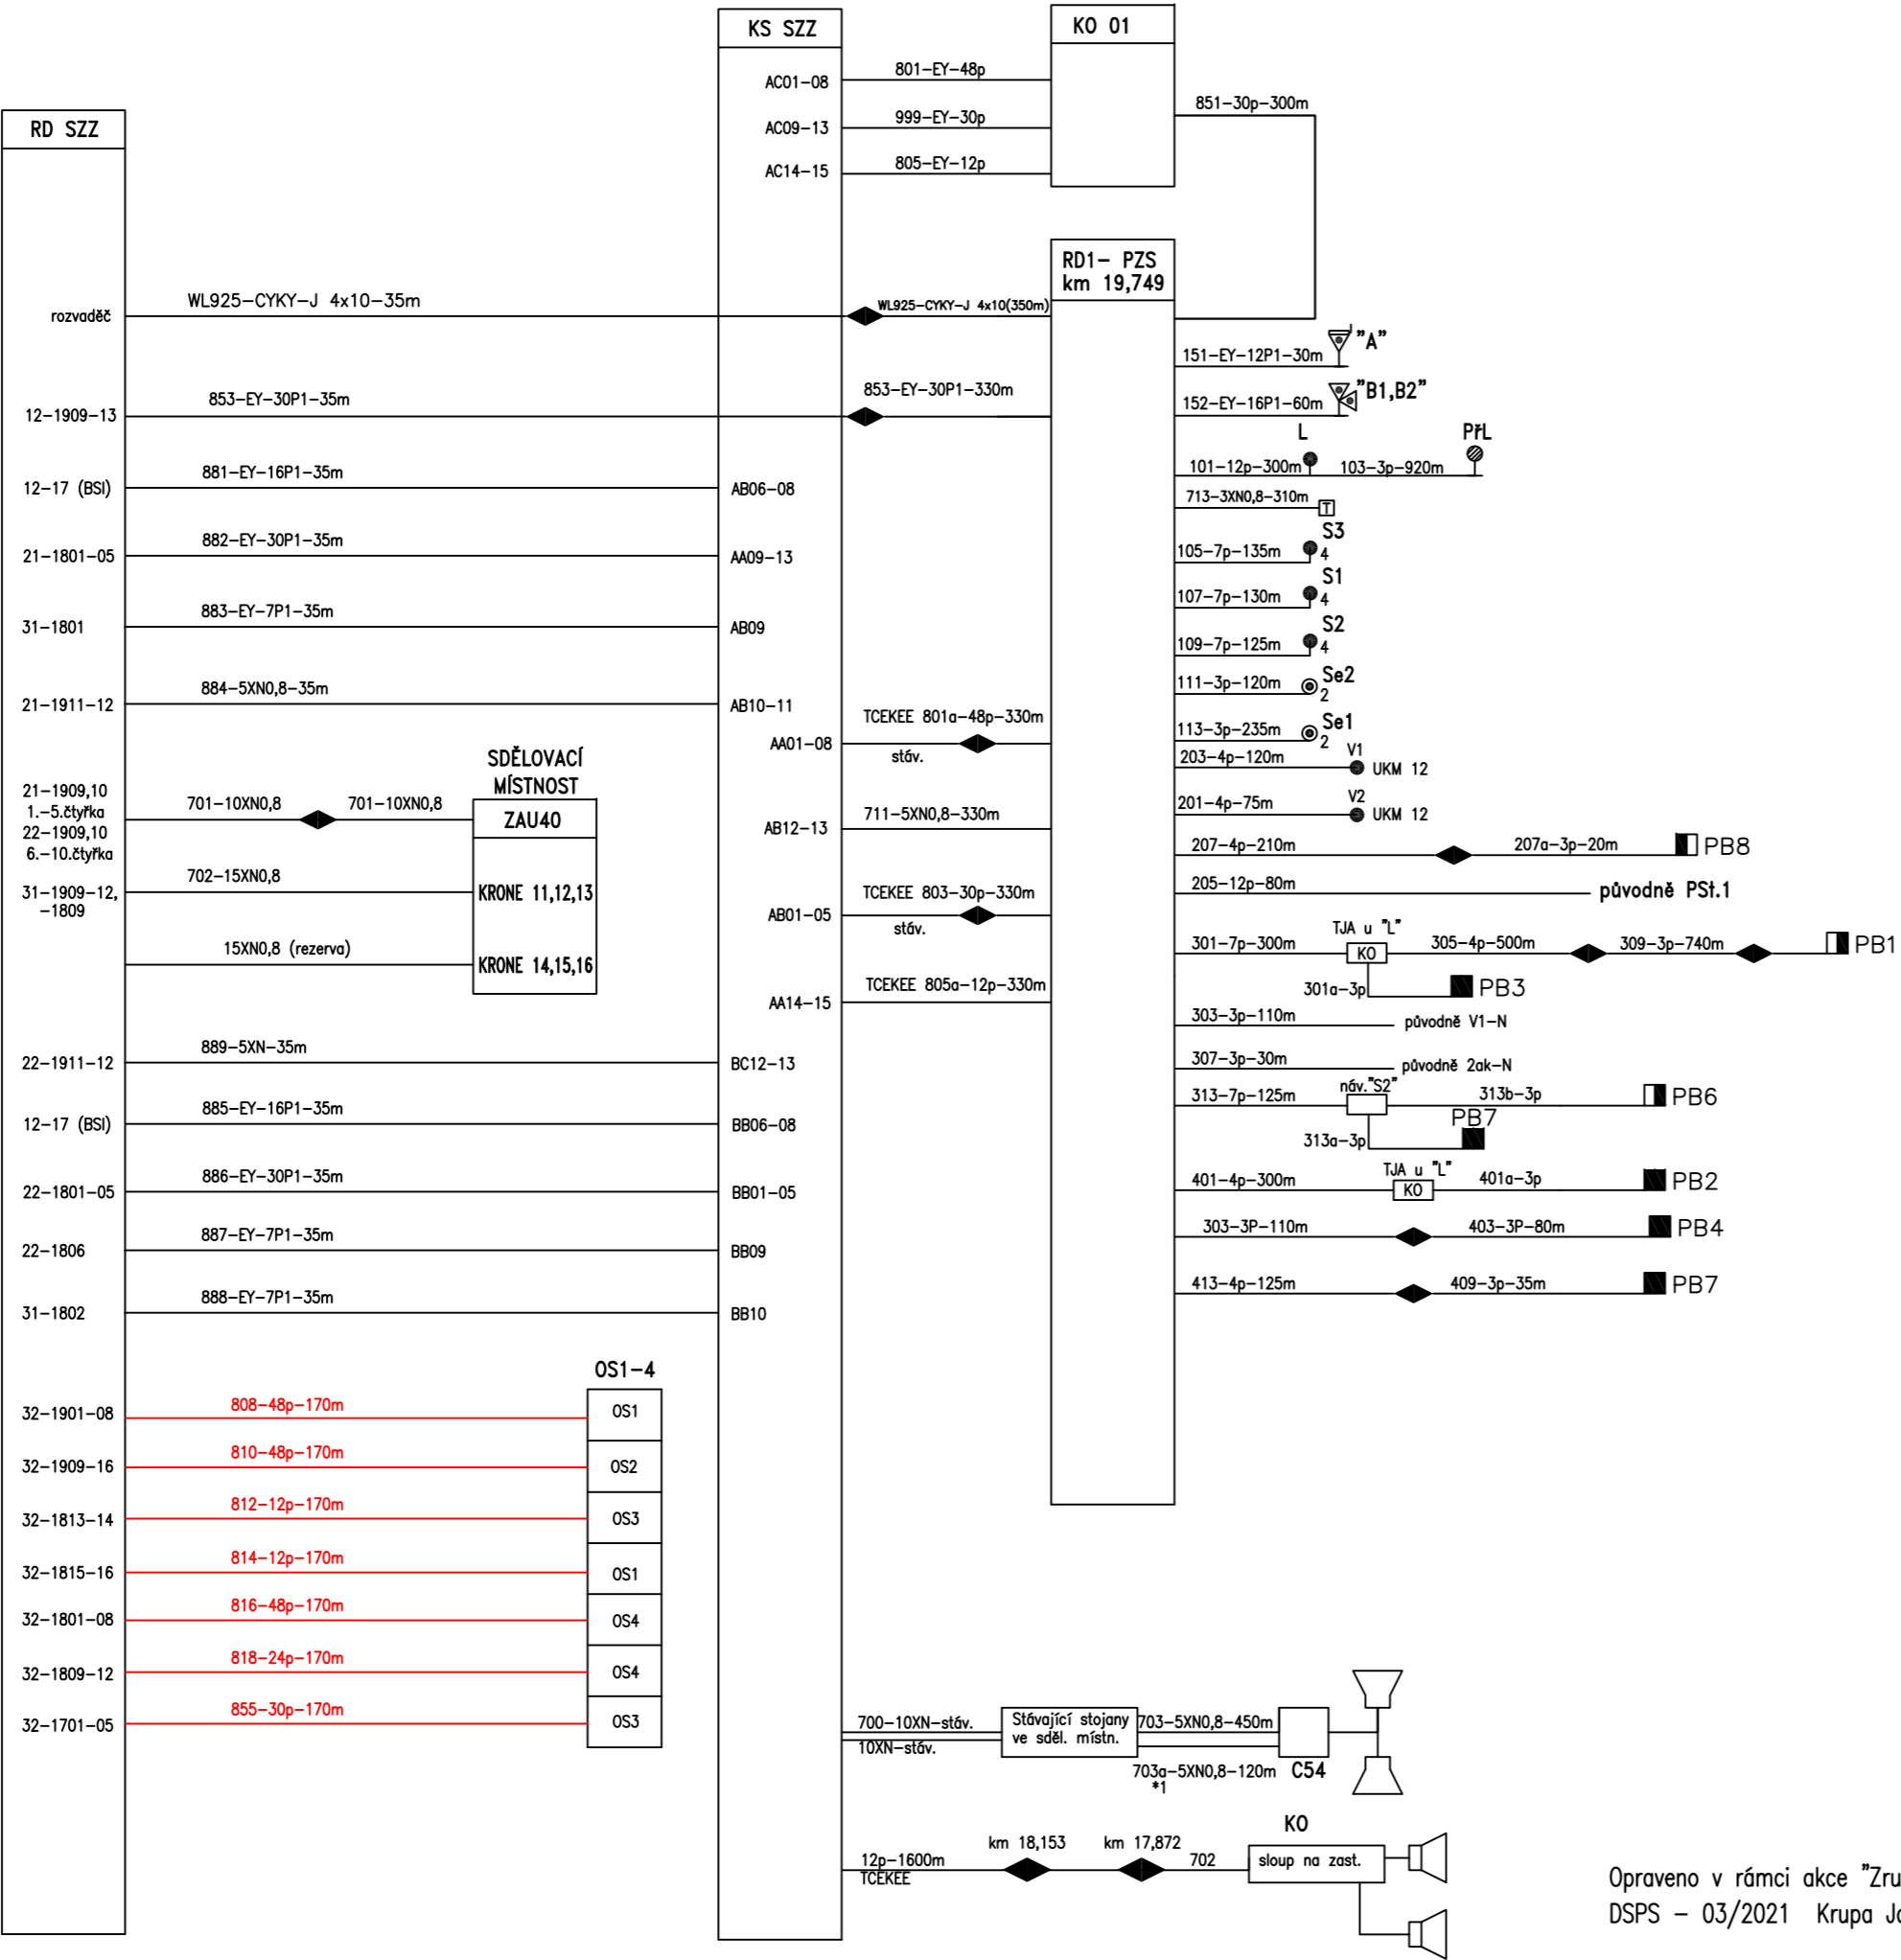 KS SZZ
KO 01
RD SZZ
AC01-08
801-EY-48p
AC09-13
999-EY-30p
AC14-15
805-EY-12p
851-30p-300m
RD1- PZS
km 19,749
rozvaděč
WL925-CYKY-J 4x10-35m
WL925-CYKY-J 4x10(350m)
12-1909-13
853-EY-30P1-35m
853-EY-30P1-330m
12-17 (BSI)
881-EY-16P1-35m
AB06-08
21-1801-05
882-EY-30P1-35m
AA09-13
31-1801
883-EY-7P1-35m
AB09
21-1911-12
884-5XN0,8-35m
AB10-11
AA01-08
TCEKEE 801a-48p-330m
stáv.
SDĚLOVACÍ
MÍSTNOST
ZAU40
21-1909,10
1.-5.čtyřka
22-1909,10
6.-10.čtyřka
701-10XN0,8
701-10XN0,8
AB12-13
711-5XN0,8-330m
31-1909-12,
-1809
702-15XN0,8
KRONE 11,12,13
AB01-05
TCEKEE 803-30p-330m
stáv.
15XN0,8 (rezerva)
KRONE 14,15,16
AA14-15
TCEKEE 805a-12p-330m
22-1911-12
889-5XN-35m
BC12-13
12-17 (BSI)
885-EY-16P1-35m
BB06-08
22-1801-05
886-EY-30P1-35m
BB01-05
22-1806
887-EY-7P1-35m
BB09
31-1802
888-EY-7P1-35m
BB10
151-EY-12P1-30m
"A"
152-EY-16P1-60m
"B1,B2"
101-12p-300m
L
103-3p-920m
PřL
713-3XN0,8-310m
T
105-7p-135m
S3
4
107-7p-130m
S1
4
109-7p-125m
S2
4
111-3p-120m
Se2
2
113-3p-235m
Se1
2
203-4p-120m
V1
UKM 12
201-4p-75m
V2
UKM 12
207-4p-210m
207a-3p-20m
PB8
205-12p-80m
původně PSt.1
301-7p-300m
TJA u "L"
KO
305-4p-500m
309-3p-740m
PB1
301a-3p
PB3
303-3p-110m
původně V1-N
307-3p-30m
původně 2ak-N
313-7p-125m
náv."S2"
313b-3p
PB6
313a-3p
PB7
401-4p-300m
TJA u "L"
KO
401a-3p
PB2
303-3P-110m
403-3P-80m
PB4
413-4p-125m
409-3p-35m
PB7
OS1-4
32-1901-08
808-48p-170m
OS1
32-1909-16
810-48p-170m
OS2
32-1813-14
812-12p-170m
OS3
32-1815-16
814-12p-170m
OS1
32-1801-08
816-48p-170m
OS4
32-1809-12
818-24p-170m
OS4
32-1701-05
855-30p-170m
OS3
700-10XN-stáv.
10XN-stáv.
Stávající stojany
ve sděl. místn.
703-5XN0,8-450m
703a-5XN0,8-120m
*1
C54
12p-1600m
TCEKEE
km 18,153
km 17,872
702
KO
sloup na zast.
Opraveno v rámci akce "Zru
DSPS - 03/2021 Krupa